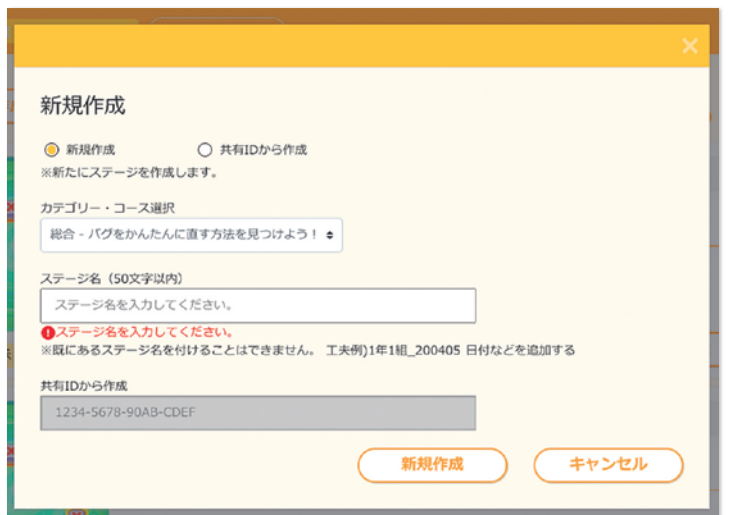 新規作成
新規作成
共有IDから作成
※新たにステージを作成します。
カテゴリー・コース選択
総合 - バグをかんたんに直す方法を見つけよう！
ステージ名（50文字以内）
ステージ名を入力してください。
ステージ名を入力してください。
※既にあるステージ名を付けることはできません。 工夫例)1年1組_200405 日付などを追加する
共有IDから作成
1234-5678-90AB-CDEF
新規作成
キャンセル